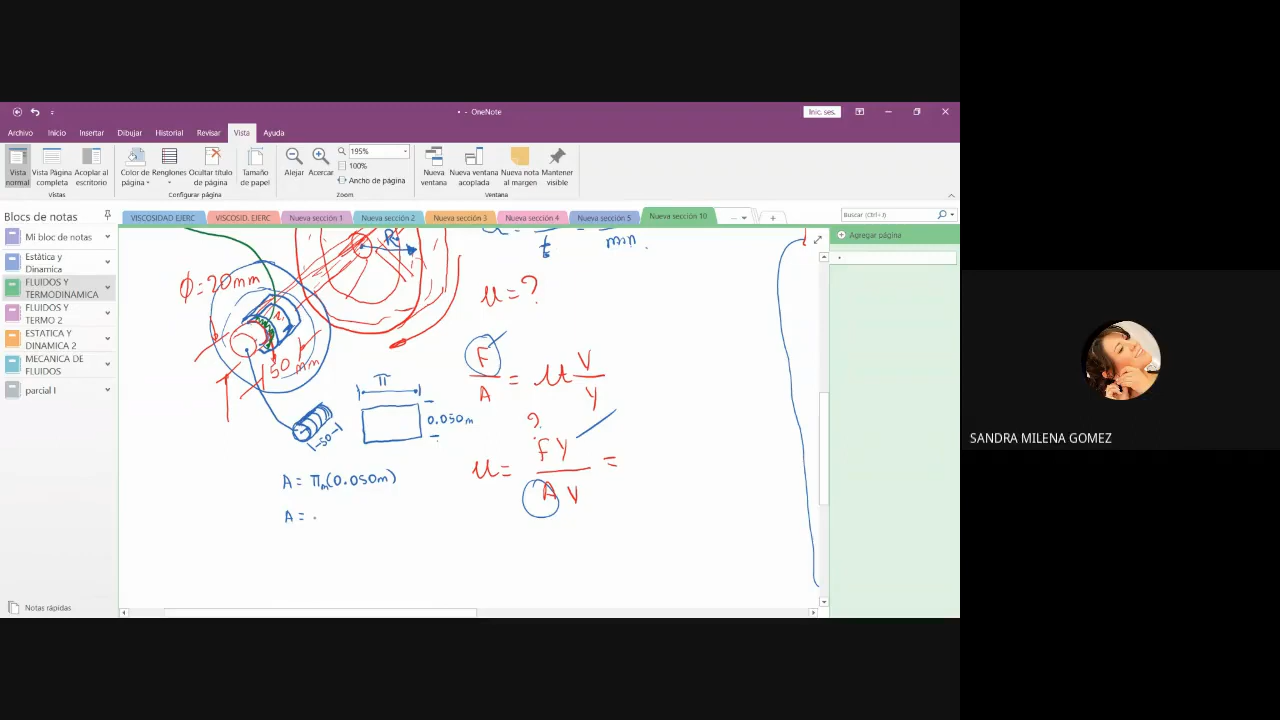 - OneNote
Inic. ses.
Archivo Inicio Insertar Dibujar Historial Revisar Vista Ayuda
Vista normal
Vista Página completa
Acoplar al escritorio
Vistas
Color de página
Renglones
Ocultar título de página
Tamaño de papel
Configurar página
Alejar
Acercar
195%
100%
Ancho de página
Zoom
Nueva ventana
Nueva ventana acoplada
Nueva nota al margen
Mantener visible
Ventana
Blocs de notas
VISCOSIDAD EJERC
VISCOSID. EJERC
Nueva sección 1
Nueva sección 2
Nueva sección 3
Nueva sección 4
Nueva sección 5
Nueva sección 10
...
Buscar (Ctrl+J)
Agregar página
Mi bloc de notas
Estática y Dinamica
FLUIDOS Y TERMODINAMICA
FLUIDOS Y TERMO 2
ESTATICA Y DINAMICA 2
MECANICA DE FLUIDOS
parcial I
Notas rápidas
R
t
=
min.
ϕ=20mm
50 mm
μ=?
F/A = μ V/y
?
μ= Fy/AV =
π
0.050m
|-50-|
A = πm(0.050m)
A =
SANDRA MILENA GOMEZ